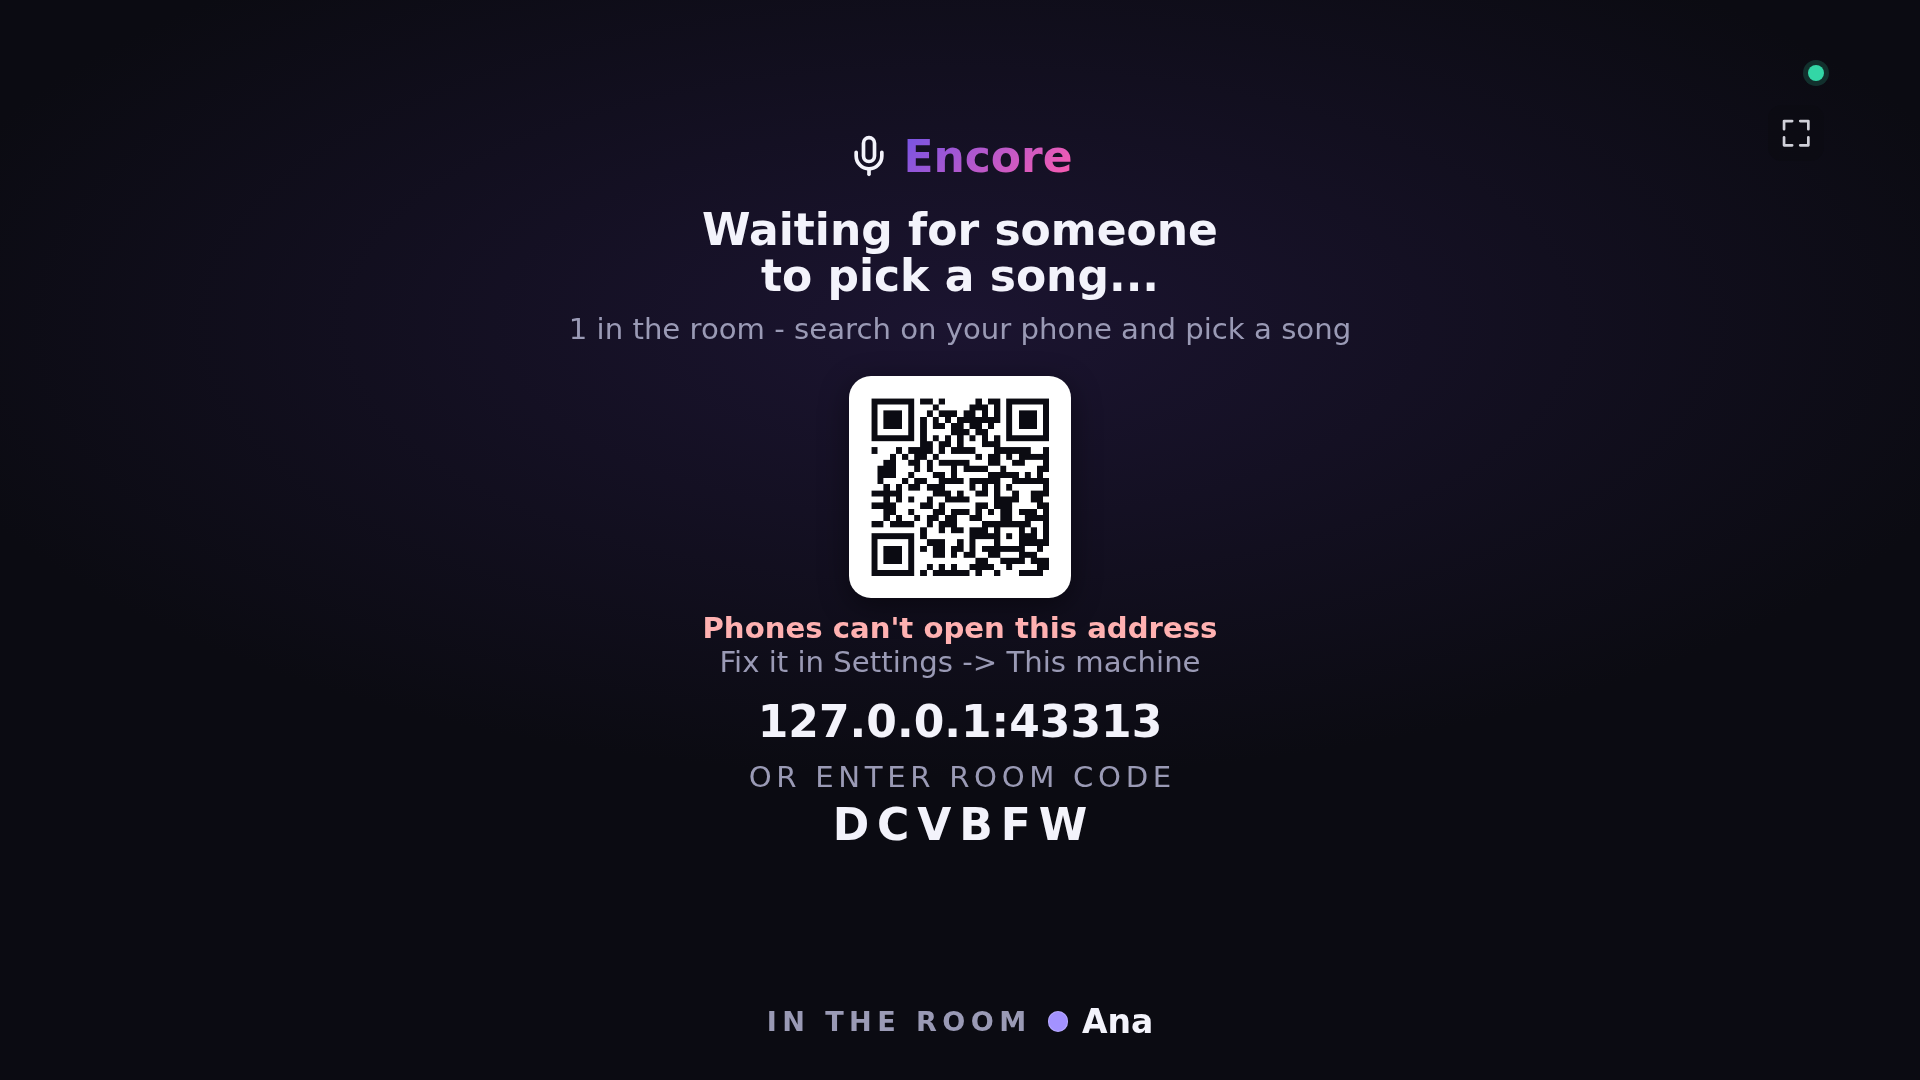 Encore
Waiting for someone
to pick a song...
1 in the room - search on your phone and pick a song
Phones can't open this address
Fix it in Settings -> This machine
127.0.0.1:43313
OR ENTER ROOM CODE
DCVBFW
IN THE ROOM Ana